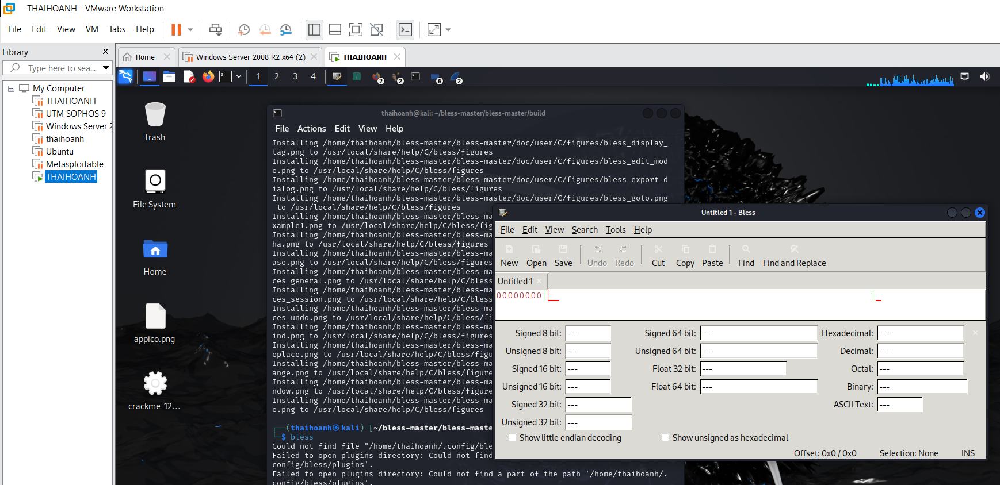 THAIHOANH - VMware Workstation
File Edit View VM Tabs Help
Library
Type here to sea...
My Computer
THAIHOANH
UTM SOPHOS 9
Windows Server 2
thaihoanh
Ubuntu
Metasploitable
THAIHOANH
Home
Windows Server 2008 R2 x64 (2)
THAIHOANH
1 2 3 4
2 2 6 2
Trash
File System
Home
appico.png
crackme-12...
thaihoanh@kali: ~/bless-master/bless-master/build
File Actions Edit View Help
Installing /home/thaihoanh/bless-master/bless-master/doc/user/C/figures/bless_display_
tag.png to /usr/local/share/help/C/bless/figures
Installing /home/thaihoanh/bless-master/bless-master/doc/user/C/figures/bless_edit_mod
e.png to /usr/local/share/help/C/bless/figures
Installing /home/thaihoanh/bless-master/bless-master/doc/user/C/figures/bless_export_d
ialog.png to /usr/local/share/help/C/bless/figures
Installing /home/thaihoanh/bless-master/bless-master/doc/user/C/figures/bless_goto.png
to /usr/local/share/help/C/bless/figures
Installing /home/thaihoanh/bless-master/bless-ma
xample1.png to /usr/local/share/help/C/bless/fig
Installing /home/thaihoanh/bless-master/bless-ma
ha.png to /usr/local/share/help/C/bless/figures
Installing /home/thaihoanh/bless-master/bless-ma
ase.png to /usr/local/share/help/C/bless/figures
Installing /home/thaihoanh/bless-master/bless-ma
ces_general.png to /usr/local/share/help/C/bless
Installing /home/thaihoanh/bless-master/bless-ma
ces_session.png to /usr/local/share/help/C/bless
Installing /home/thaihoanh/bless-master/bless-ma
ces_undo.png to /usr/local/share/help/C/bless/fi
Installing /home/thaihoanh/bless-master/bless-ma
ind.png to /usr/local/share/help/C/bless/figures
Installing /home/thaihoanh/bless-master/bless-ma
eplace.png to /usr/local/share/help/C/bless/figu
Installing /home/thaihoanh/bless-master/bless-ma
ange.png to /usr/local/share/help/C/bless/figure
Installing /home/thaihoanh/bless-master/bless-ma
ndow.png to /usr/local/share/help/C/bless/figure
Installing /home/thaihoanh/bless-master/bless-ma
e.png to /usr/local/share/help/C/bless/figures
(thaihoanh㉿kali)-[~/bless-master/bless-maste
$ bless
Could not find file "/home/thaihoanh/.config/ble
Failed to open plugins directory: Could not find
config/bless/plugins'.
Failed to open plugins directory: Could not find a part of the path '/home/thaihoanh/.
config/bless/plugins'.
Untitled 1 - Bless
File Edit View Search Tools Help
New Open Save Undo Redo Cut Copy Paste Find Find and Replace
Untitled 1
00000000
Signed 8 bit: --- Signed 64 bit: --- Hexadecimal: ---
Unsigned 8 bit: --- Unsigned 64 bit: --- Decimal: ---
Signed 16 bit: --- Float 32 bit: --- Octal: ---
Unsigned 16 bit: --- Float 64 bit: --- Binary: ---
Signed 32 bit: --- ASCII Text: ---
Unsigned 32 bit: ---
Show little endian decoding Show unsigned as hexadecimal
Offset: 0x0 / 0x0 Selection: None INS